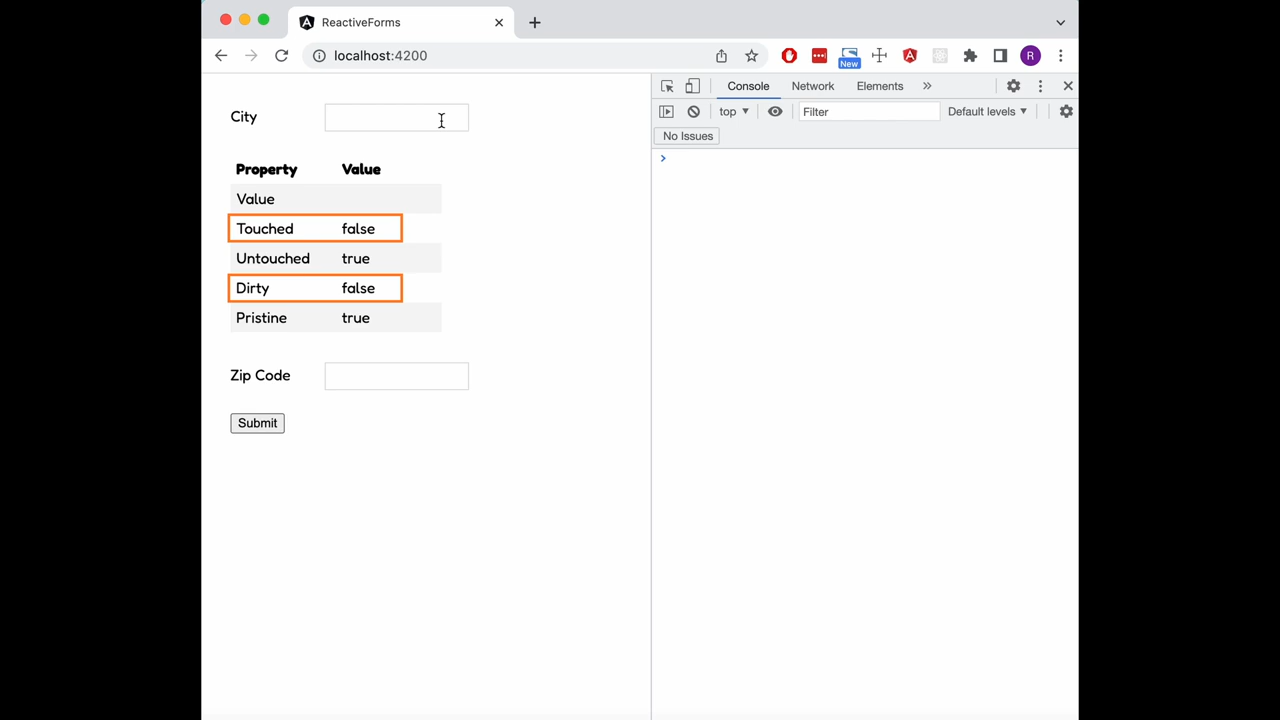 ReactiveForms
localhost:4200
New
R
Console Network Elements
top Filter Default levels
No Issues
City
Property Value
Value
Touched false
Untouched true
Dirty false
Pristine true
Zip Code
Submit